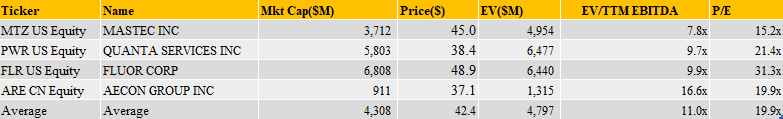 Ticker Name Mkt Cap($M) Price($) EV($M) EV/TTM EBITDA P/E
MTZ US Equity MASTEC INC 3,712 45.0 4,954 7.8x 15.2x
PWR US Equity QUANTA SERVICES INC 5,803 38.4 6,477 9.7x 21.4x
FLR US Equity FLUOR CORP 6,808 48.9 6,440 9.9x 31.3x
ARE CN Equity AECON GROUP INC 911 37.1 1,315 16.6x 19.9x
Average Average 4,308 42.4 4,797 11.0x 19.9x